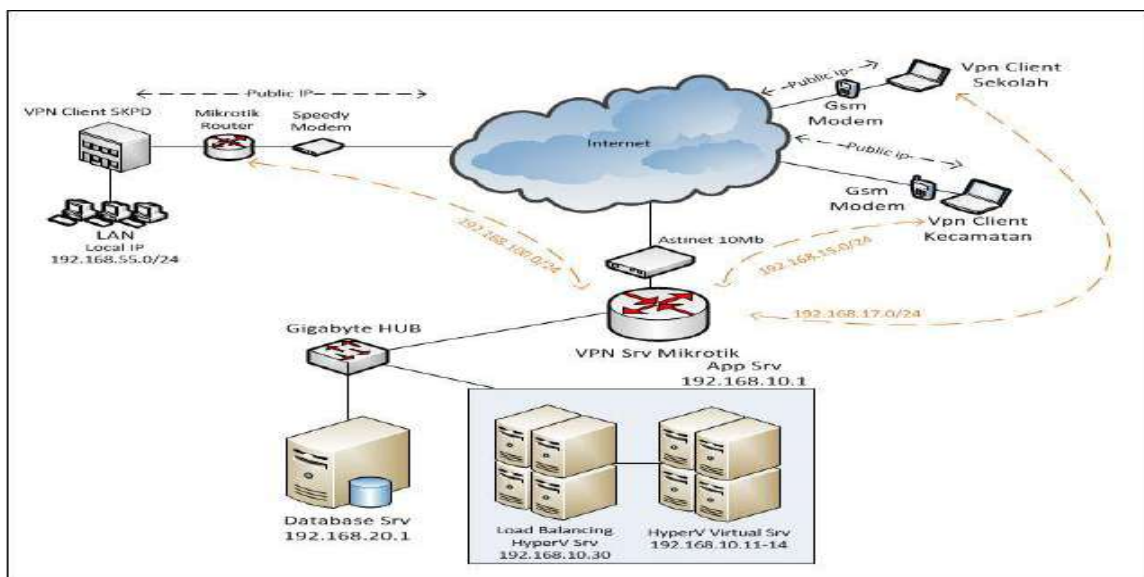 VPN Client SKPD
Public IP
Mikrotik
Router
Speedy
Modem
LAN
Local IP
192.168.55.0/24
Internet
Public ip
Gsm
Modem
Vpn Client
Sekolah
Public ip
Gsm
Modem
Vpn Client
Kecamatan
192.168.100.0/24
Astinet 10Mb
192.168.15.0/24
192.168.17.0/24
Gigabyte HUB
VPN Srv Mikrotik
App Srv
192.168.10.1
Database Srv
192.168.20.1
Load Balancing
HyperV Srv
192.168.10.30
HyperV Virtual Srv
192.168.10.11-14